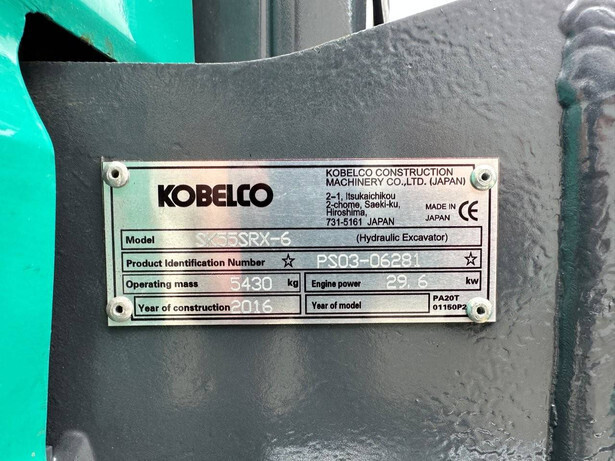 KOBELCO
KOBELCO CONSTRUCTION
MACHINERY CO.,LTD. (JAPAN)
2-1, Itsukaichikou
2-chome, Saeki-ku,
Hiroshima,
731-5161 JAPAN
MADE IN
JAPAN
CE
Model SK55SRX-6 (Hydraulic Excavator)
Product Identification Number ☆ PS03-06281 ☆
Operating mass 5430 kg Engine power 29.6 kw
Year of construction 2016 Year of model
PA20T
01150P2